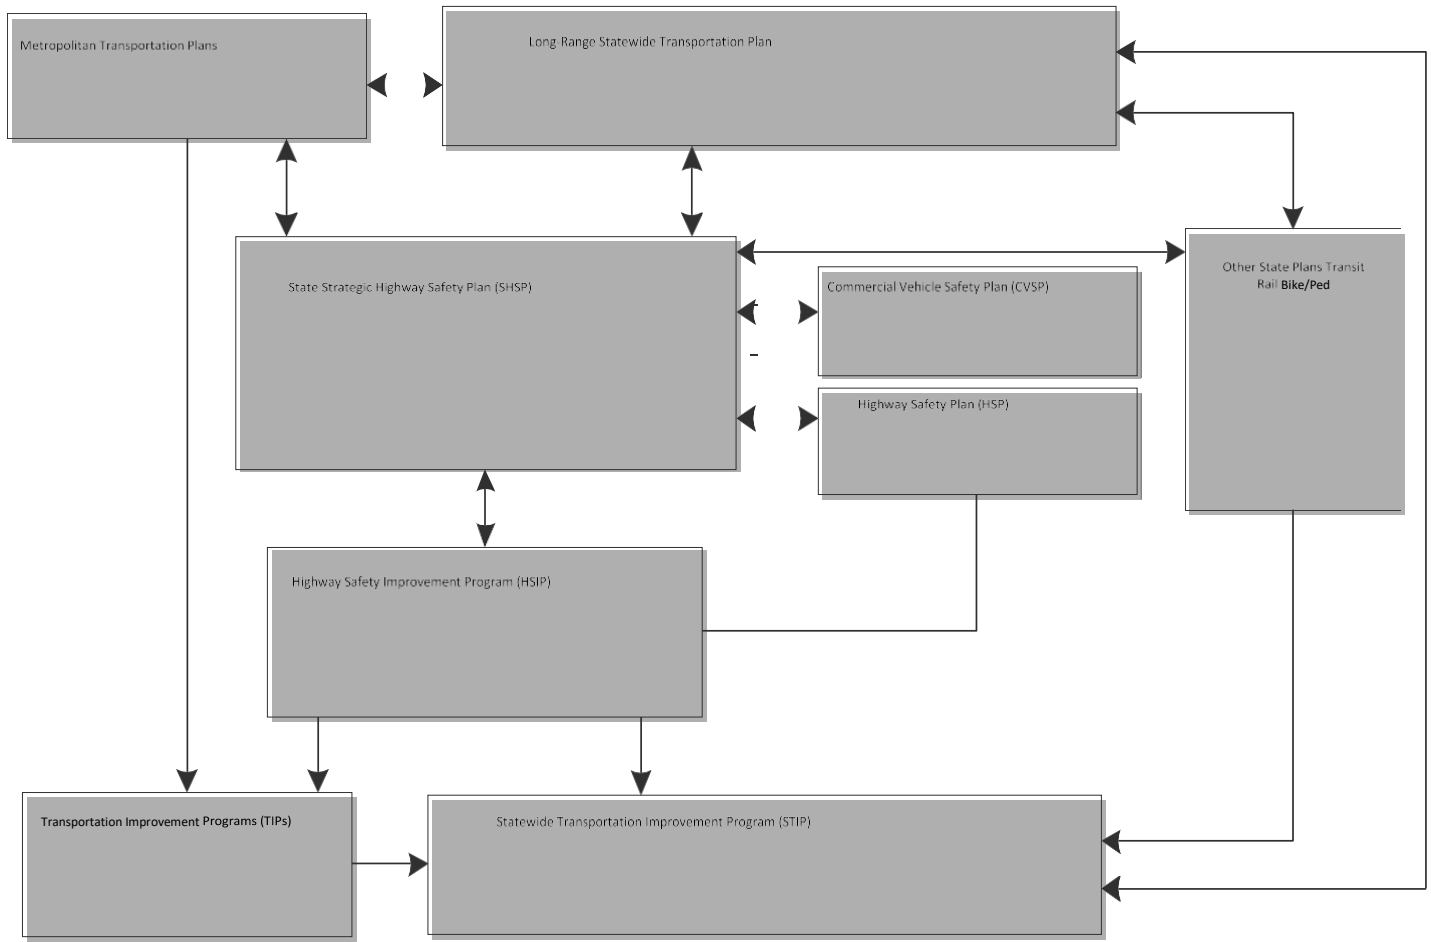 Metropolitan Transportation Plans
Long-Range Statewide Transportation Plan
State Strategic Highway Safety Plan (SHSP)
Commercial Vehicle Safety Plan (CVSP)
Other State Plans Transit
Rail Bike/Ped
Highway Safety Plan (HSP)
Highway Safety Improvement Program (HSIP)
Transportation Improvement Programs (TIPs)
Statewide Transportation Improvement Program (STIP)